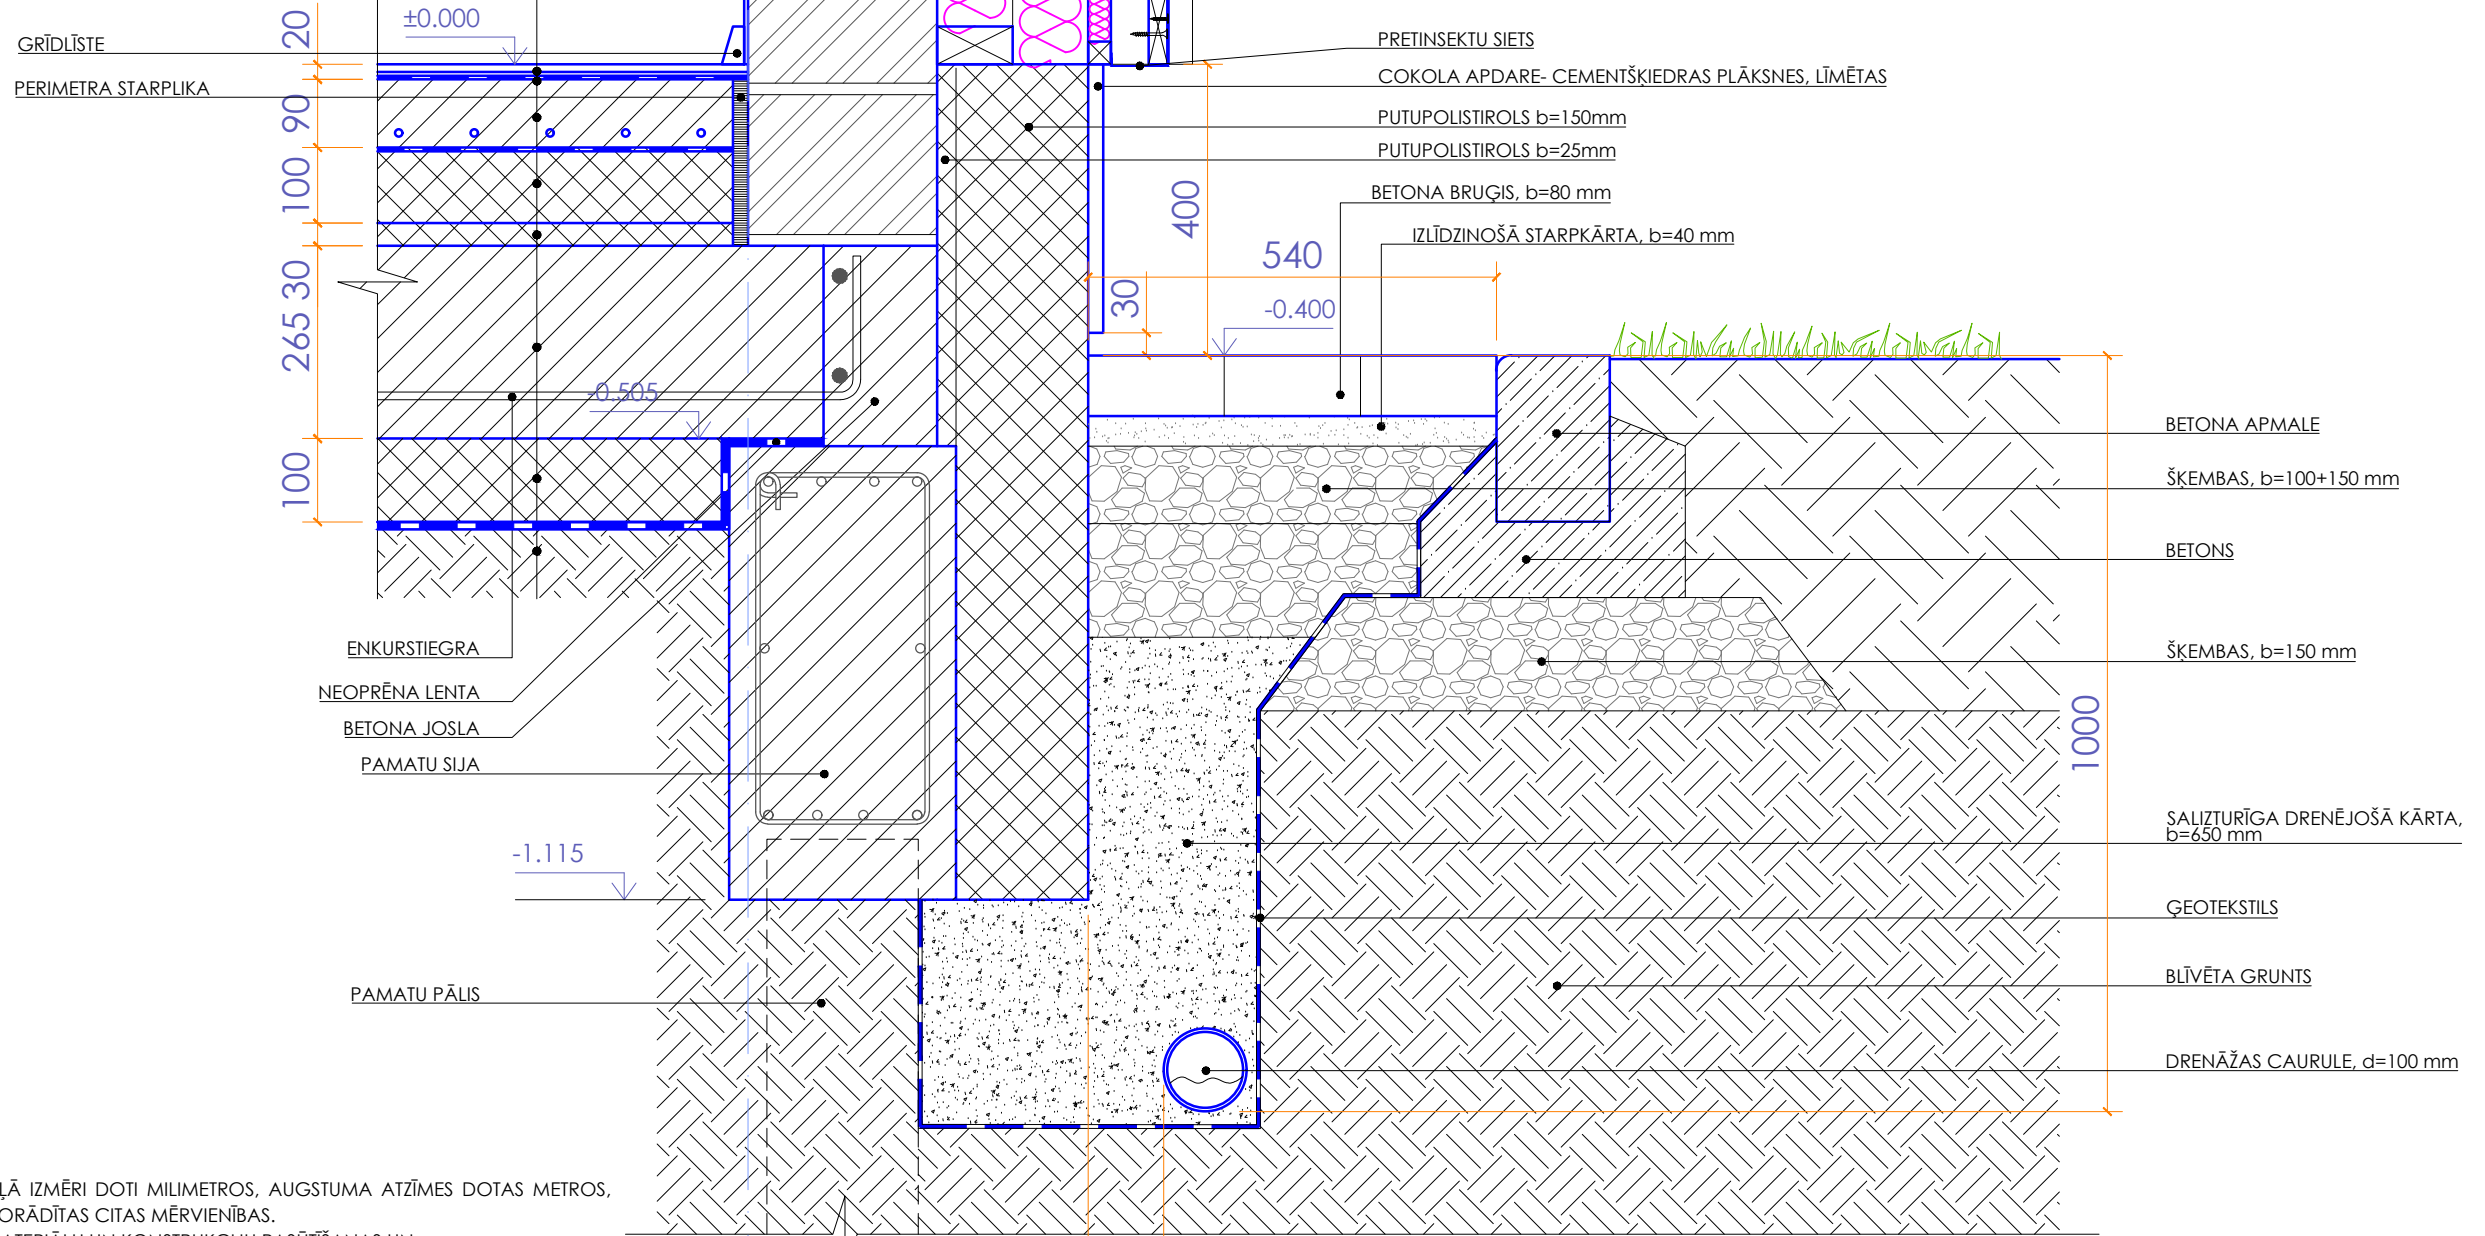 ±0.000
GRĪDLĪSTE
PERIMETRA STARPLIKA
20
90
100
30
265
100
-0.505
ENKURSTIEGRA
NEOPRĒNA LENTA
BETONA JOSLA
PAMATU SIJA
-1.115
PAMATU PĀLIS
PRETINSEKTU SIETS
COKOLA APDARE- CEMENTŠĶIEDRAS PLĀKSNES, LĪMĒTAS
PUTUPOLISTIROLS b=150mm
PUTUPOLISTIROLS b=25mm
BETONA BRUĢIS, b=80 mm
IZLĪDZINOŠĀ STARPKĀRTA, b=40 mm
400
540
30
-0.400
BETONA APMALE
ŠĶEMBAS, b=100+150 mm
BETONS
ŠĶEMBAS, b=150 mm
1000
SALIZTURĪGA DRENĒJOŠĀ KĀRTA,
b=650 mm
ĢEOTEKSTILS
BLĪVĒTA GRUNTS
DRENĀŽAS CAURULE, d=100 mm
ĻĀ IZMĒRI DOTI MILIMETROS, AUGSTUMA ATZĪMES DOTAS METROS,
ORĀDĪTAS CITAS MĒRVIENĪBAS.